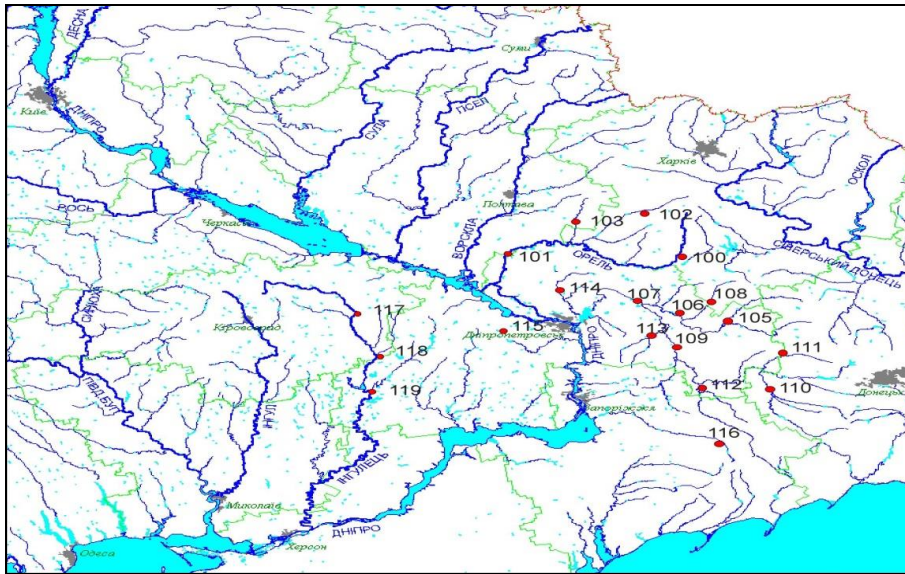 ДЕСНА
Суми
Київ
ДНІПРО
СУЛА
ПСЕЛ
Харків
ОСКОЛ
РОСЬ
Черкаси
Полтава
ВОРСКЛА
103
102
101
ОРЕЛЬ
100
СІВЕРСЬКИЙ ДОНЕЦЬ
114
107
108
106
105
117
Кіровоград
115
Дніпропетровськ
ДНІПРО
113
109
111
118
112
110
Донецьк
119
Запоріжжя
ІНГУЛ
116
ІНГУЛЕЦЬ
Миколаїв
ДНІПРО
Херсон
Одеса